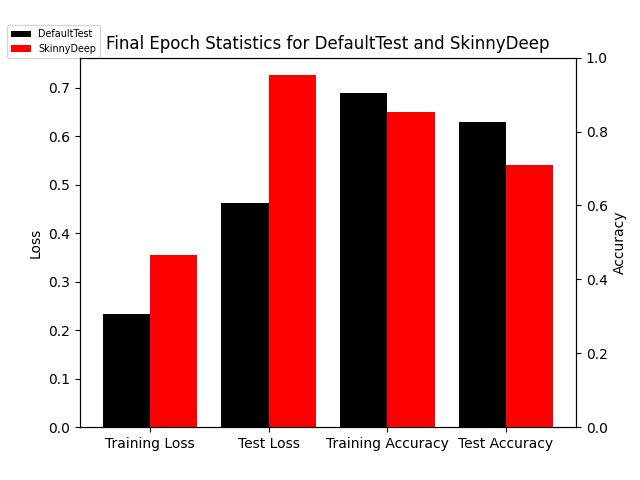 DefaultTest
SkinnyDeep
Final Epoch Statistics for DefaultTest and SkinnyDeep
Loss
0.7
0.6
0.5
0.4
0.3
0.2
0.1
0.0
Training Loss
Test Loss
Training Accuracy
Test Accuracy
1.0
0.8
0.6
0.4
0.2
0.0
Accuracy